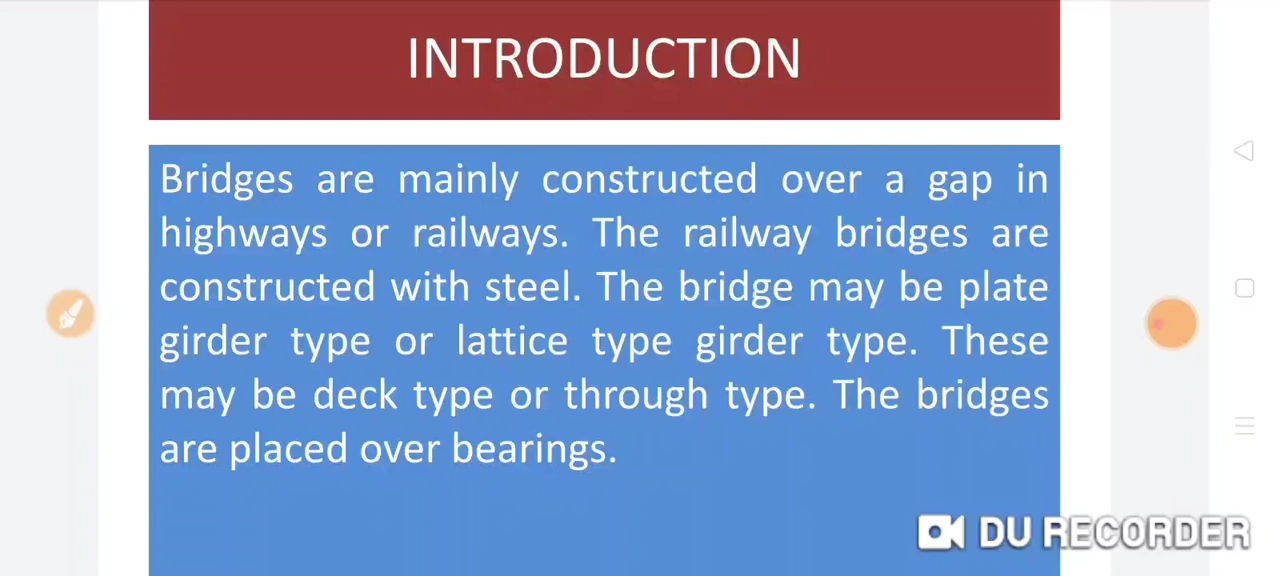 INTRODUCTION
Bridges are mainly constructed over a gap in
highways or railways. The railway bridges are
constructed with steel. The bridge may be plate
girder type or lattice type girder type. These
may be deck type or through type. The bridges
are placed over bearings.
DU RECORDER